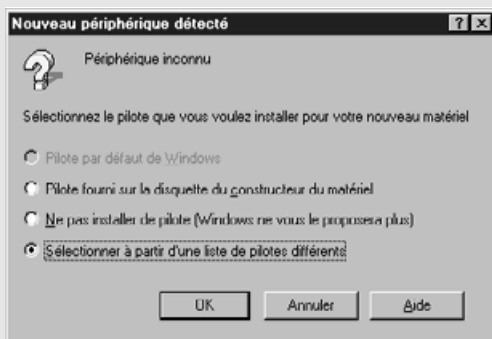 Nouveau périphérique détecté
Périphérique inconnu
Sélectionnez le pilote que vous voulez installer pour votre nouveau matériel
Pilote par défaut de Windows
Pilote fourni sur la disquette du constructeur du matériel
Ne pas installer de pilote (Windows ne vous le proposera plus)
Sélectionner à partir d'une liste de pilotes différents
OK Annuler Aide